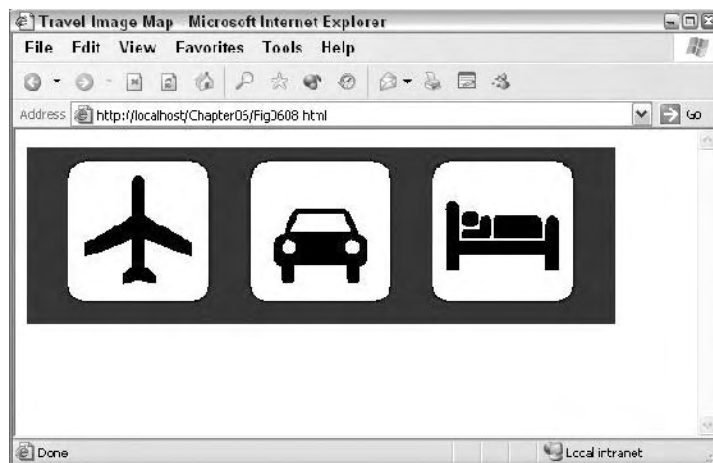 Travel Image Map Microsoft Internet Explorer
File Edit View Favorites Tools Help
Address http://localhost/Chapter06/Fig0608 html Go
Done Local intranet